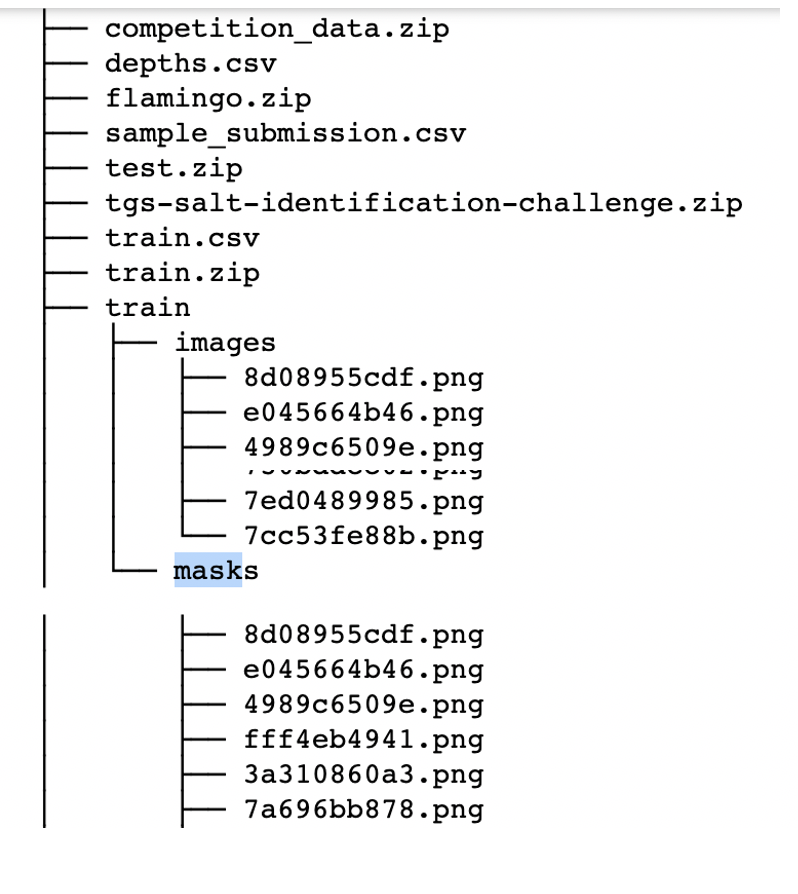 competition_data.zip
depths.csv
flamingo.zip
sample_submission.csv
test.zip
tgs-salt-identification-challenge.zip
train.csv
train.zip
train
images
8d08955cdf.png
e045664b46.png
4989c6509e.png
7ed0489985.png
7cc53fe88b.png
masks
8d08955cdf.png
e045664b46.png
4989c6509e.png
fff4eb4941.png
3a310860a3.png
7a696bb878.png